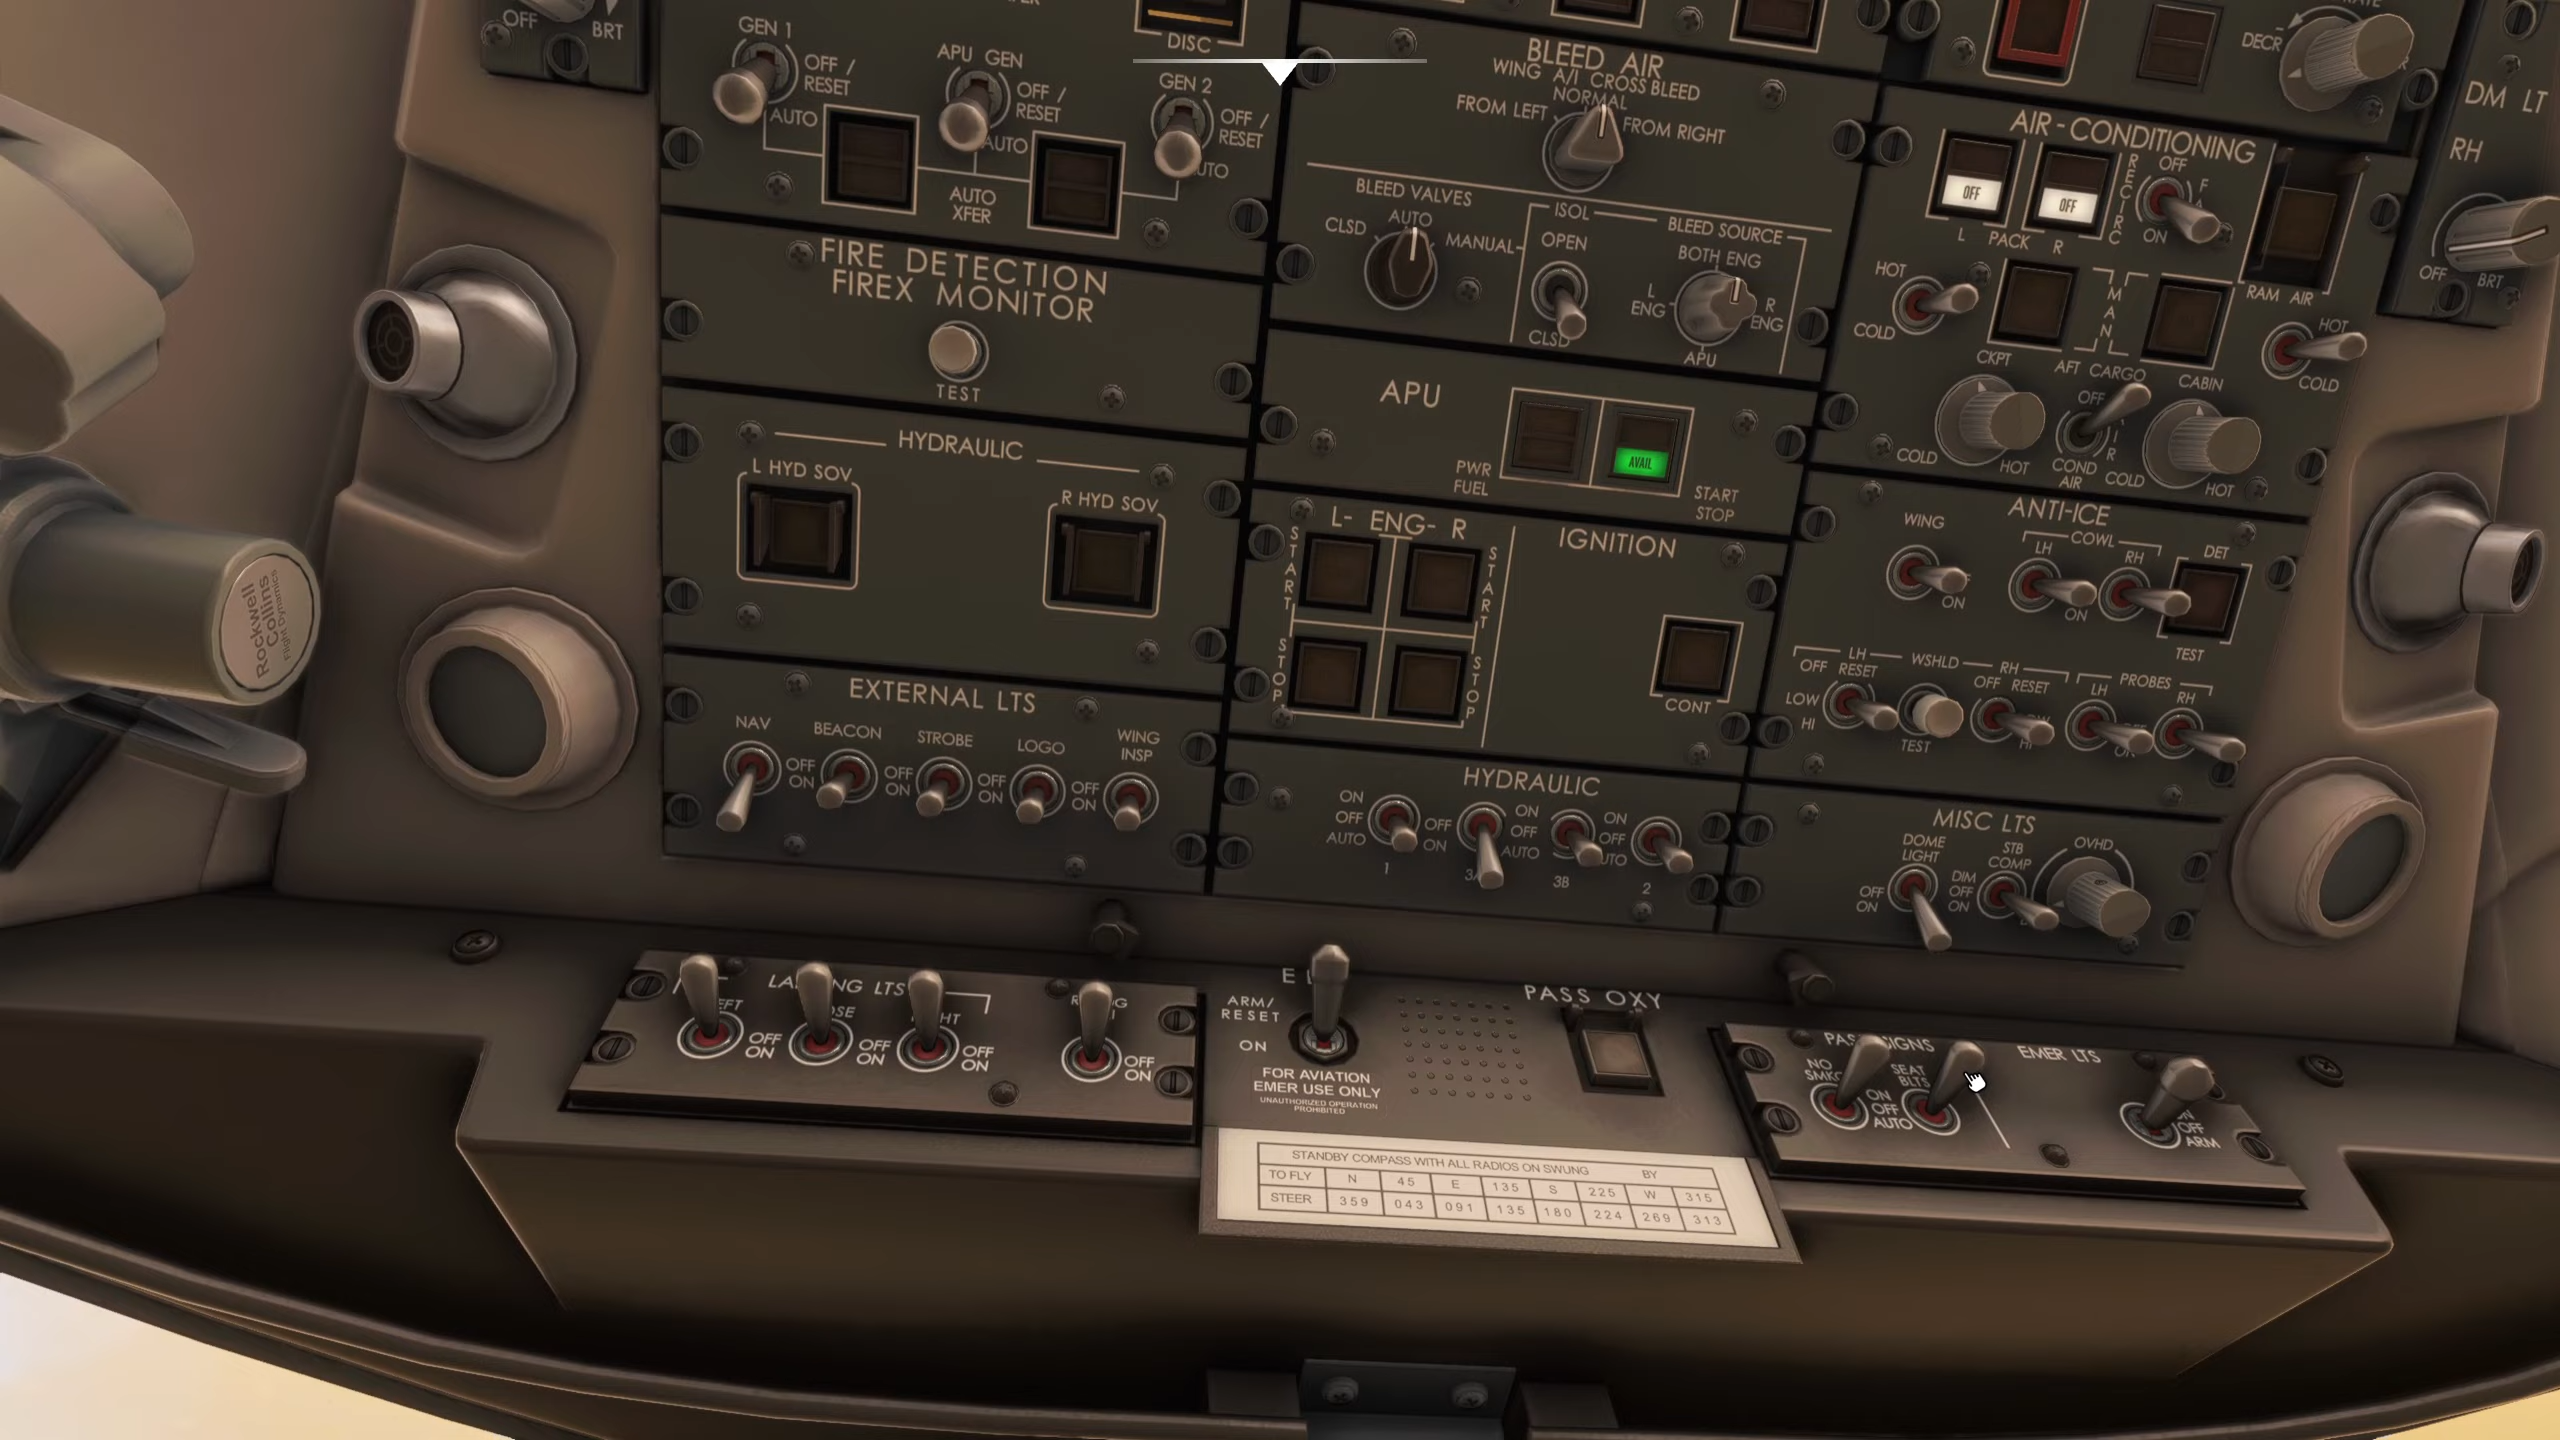 OFF
BRT
DISC
GEN 1
OFF /
RESET
AUTO
APU GEN
OFF /
RESET
AUTO
GEN 2
OFF /
RESET
AUTO
AUTO
XFER
FIRE DETECTION
FIREX MONITOR
TEST
HYDRAULIC
L HYD SOV
R HYD SOV
EXTERNAL LTS
NAV
BEACON
STROBE
LOGO
WING
INSP
OFF
ON
OFF
ON
OFF
ON
OFF
ON
OFF
ON
BLEED AIR
WING A/I CROSS BLEED
NORMAL
FROM LEFT
FROM RIGHT
BLEED VALVES
CLSD
AUTO
MANUAL
ISOL
OPEN
CLSD
BLEED SOURCE
BOTH ENG
L
ENG
R
ENG
APU
APU
PWR
FUEL
AVAIL
START
STOP
L- ENG- R
START
START
STOP
STOP
IGNITION
CONT
HYDRAULIC
ON
OFF
AUTO
1
ON
OFF
AUTO
3B
ON
OFF
2
DECR
DM LT
RH
OFF
BRT
AIR-CONDITIONING
OFF
OFF
L PACK R
RECIRC
OFF
ON
RAM AIR
HOT
COLD
MAN
HOT
COLD
CKPT
AFT CARGO
CABIN
OFF
COLD
HOT
COND
AIR
COLD
HOT
ANTI-ICE
WING
ON
COWL
LH
RH
ON
DET
TEST
LH
WSHLD
RH
OFF RESET
LOW
HI
TEST
OFF RESET
HI
PROBES
LH
RH
MISC LTS
DOME
LIGHT
OFF
ON
STB
COMP
DIM
OFF
ON
OVHD
Rockwell
Collins
Flight Dynamics
OFF
ON
OFF
ON
OFF
ON
OFF
ON
ARM/
RESET
ON
FOR AVIATION
EMER USE ONLY
UNAUTHORIZED OPERATION
PROHIBITED
PASS OXY
NO
SEAT
BLTS
ON
OFF
AUTO
EMER LTS
OFF
ARM
STANDBY COMPASS WITH ALL RADIOS ON SWUNG BY
TO FLY N 45 E 135 S 225 W 315
STEER 359 043 091 135 180 224 269 313